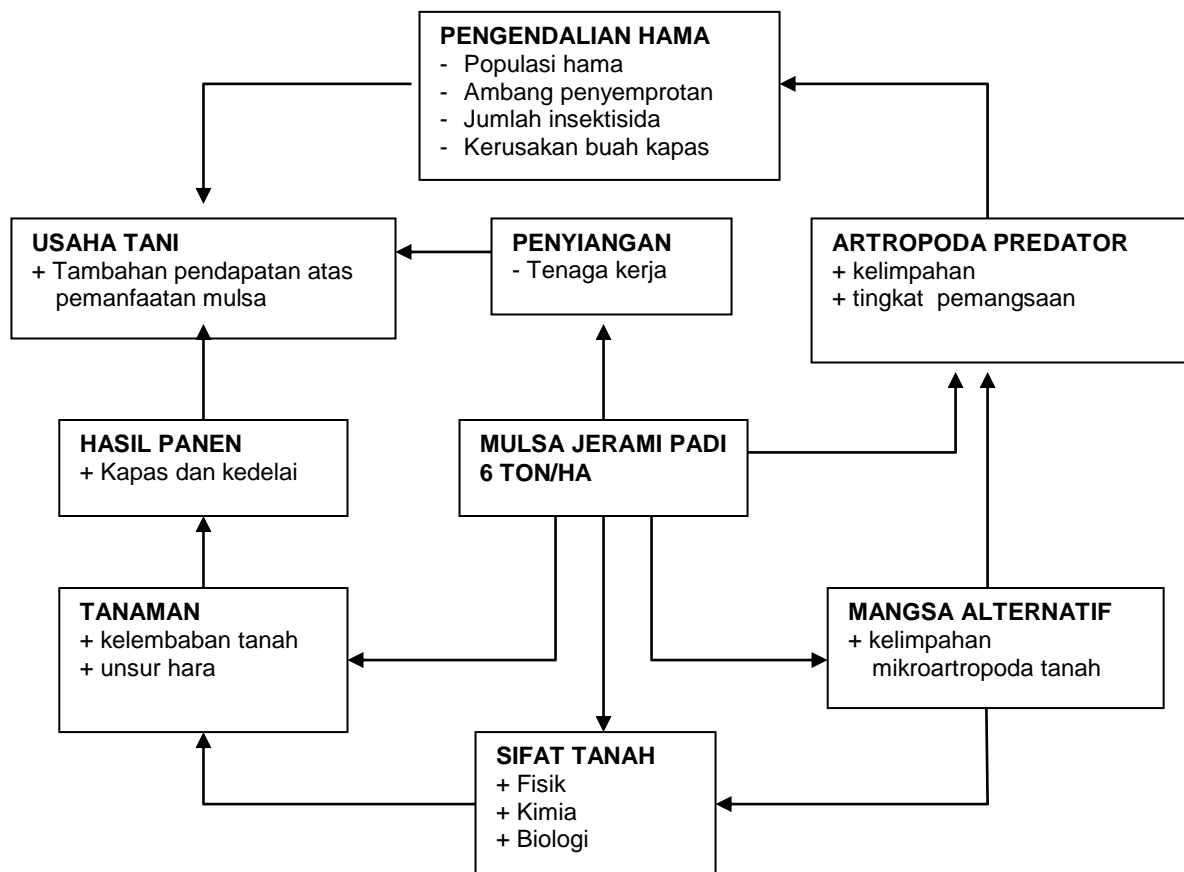 PENGENDALIAN HAMA
- Populasi hama
- Ambang penyemprotan
- Jumlah insektisida
- Kerusakan buah kapas
USAHA TANI
+ Tambahan pendapatan atas
pemanfaatan mulsa
PENYIANGAN
- Tenaga kerja
ARTROPODA PREDATOR
+ kelimpahan
+ tingkat pemangsaan
HASIL PANEN
+ Kapas dan kedelai
MULSA JERAMI PADI
6 TON/HA
TANAMAN
+ kelembaban tanah
+ unsur hara
MANGSA ALTERNATIF
+ kelimpahan
mikroartropoda tanah
SIFAT TANAH
+ Fisik
+ Kimia
+ Biologi